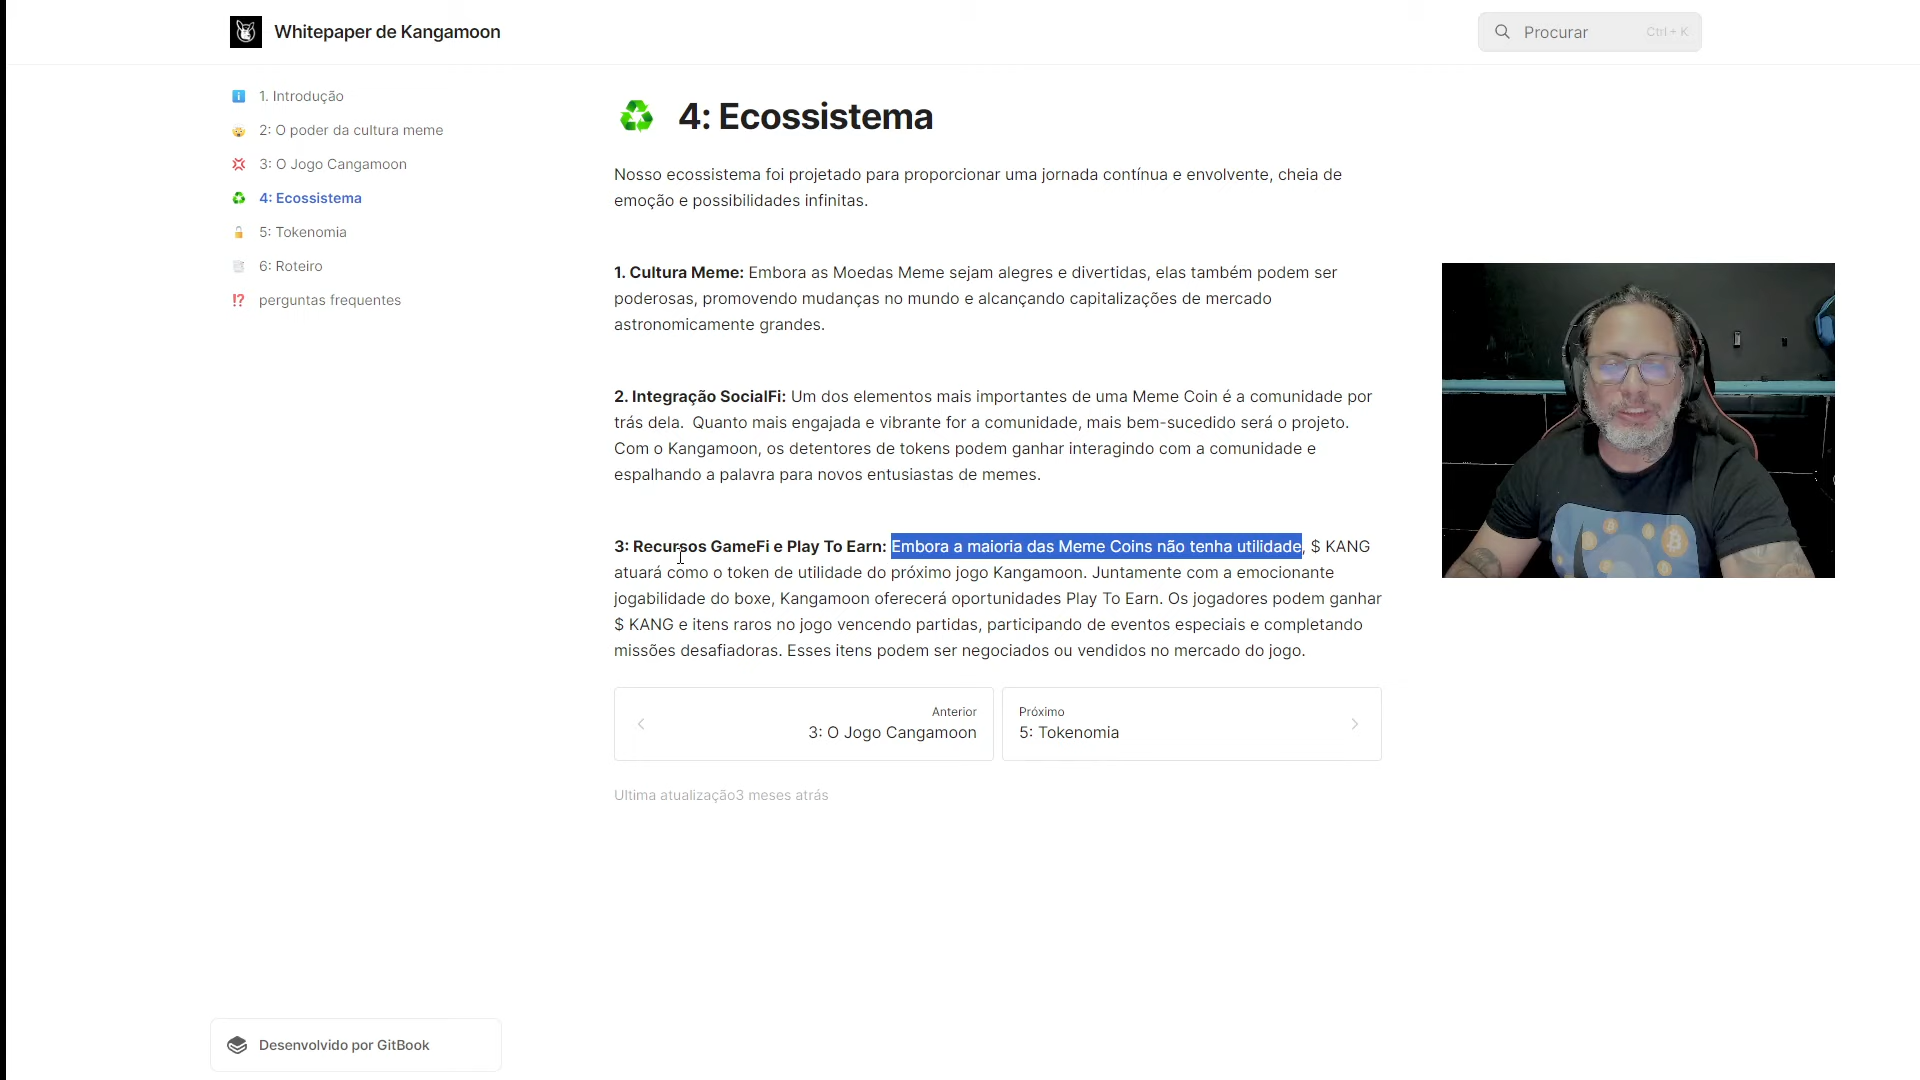 Whitepaper de Kangamoon
Procurar
Ctrl + K
1. Introdução
2: O poder da cultura meme
3: O Jogo Cangamoon
4: Ecossistema
5: Tokenomia
6: Roteiro
perguntas frequentes
4: Ecossistema
Nosso ecossistema foi projetado para proporcionar uma jornada contínua e envolvente, cheia de
emoção e possibilidades infinitas.
1. Cultura Meme: Embora as Moedas Meme sejam alegres e divertidas, elas também podem ser
poderosas, promovendo mudanças no mundo e alcançando capitalizações de mercado
astronomicamente grandes.
2. Integração SocialFi: Um dos elementos mais importantes de uma Meme Coin é a comunidade por
trás dela.  Quanto mais engajada e vibrante for a comunidade, mais bem-sucedido será o projeto.
Com o Kangamoon, os detentores de tokens podem ganhar interagindo com a comunidade e
espalhando a palavra para novos entusiastas de memes.
3: Recursos GameFi e Play To Earn: Embora a maioria das Meme Coins não tenha utilidade, $ KANG
atuará como o token de utilidade do próximo jogo Kangamoon. Juntamente com a emocionante
jogabilidade do boxe, Kangamoon oferecerá oportunidades Play To Earn. Os jogadores podem ganhar
$ KANG e itens raros no jogo vencendo partidas, participando de eventos especiais e completando
missões desafiadoras. Esses itens podem ser negociados ou vendidos no mercado do jogo.
Anterior
3: O Jogo Cangamoon
Próximo
5: Tokenomia
Ultima atualização3 meses atrás
Desenvolvido por GitBook